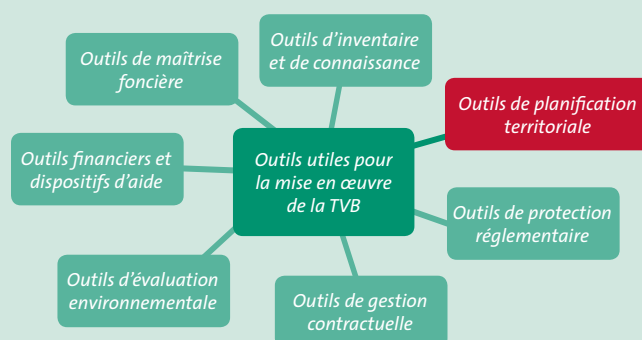 Outils d’inventaire
et de connaissance
Outils de maîtrise
foncière
Outils de planification
territoriale
Outils financiers et
dispositifs d’aide
Outils utiles pour
la mise en œuvre
de la TVB
Outils de protection
réglementaire
Outils d’évaluation
environnementale
Outils de gestion
contractuelle